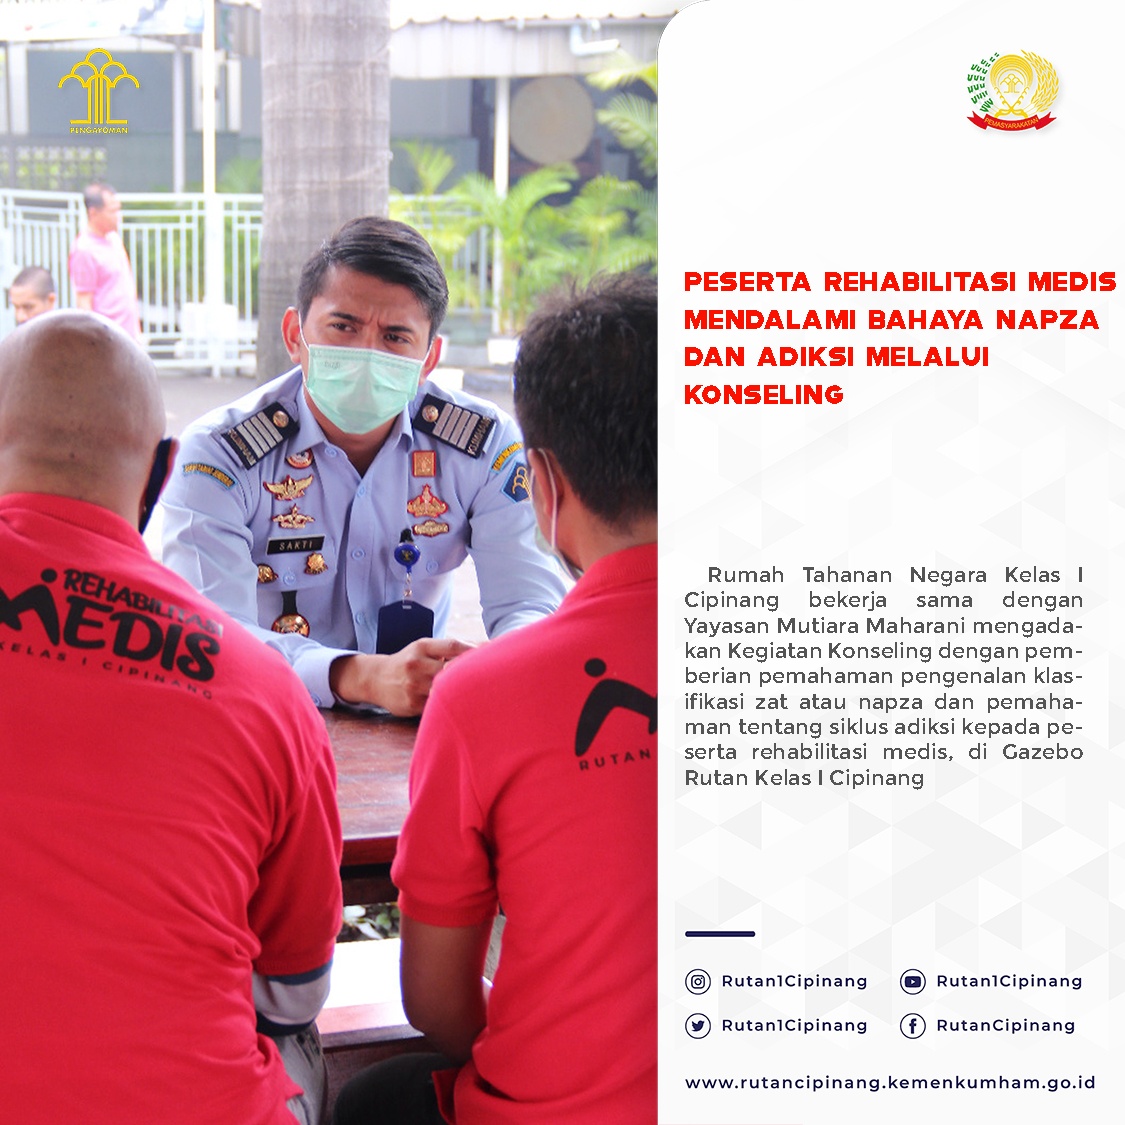 PENGAYOMAN
PEMASYARAKATAN
PESERTA REHABILITASI MEDIS
MENDALAMI BAHAYA NAPZA
DAN ADIKSI MELALUI
KONSELING
Rumah Tahanan Negara Kelas I
Cipinang bekerja sama dengan
Yayasan Mutiara Maharani mengada-
kan Kegiatan Konseling dengan pem-
berian pemahaman pengenalan klas-
ifikasi zat atau napza dan pemaha-
man tentang siklus adiksi kepada pe-
serta rehabilitasi medis, di Gazebo
Rutan Kelas I Cipinang
Rutan1Cipinang
Rutan1Cipinang
Rutan1Cipinang
RutanCipinang
www.rutancipinang.kemenkumham.go.id
SAKTI
REHABILITASI
MEDIS
KELAS I CIPINANG
RUTAN